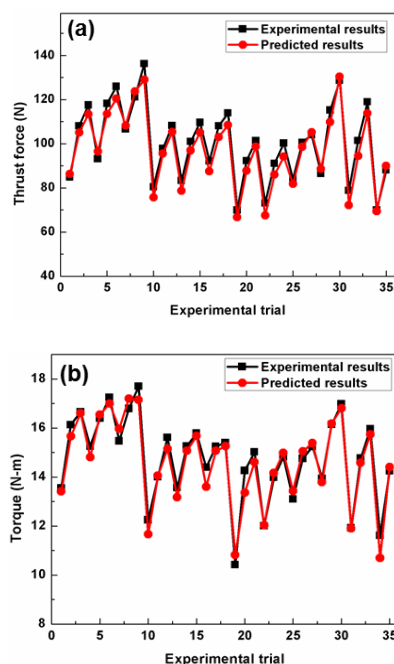 (a)
Experimental results
Predicted results
Thrust force (N)
140
120
100
80
60
40
0 5 10 15 20 25 30 35
Experimental trial
(b)
Experimental results
Predicted results
Torque (N-m)
18
16
14
12
10
8
0 5 10 15 20 25 30 35
Experimental trial